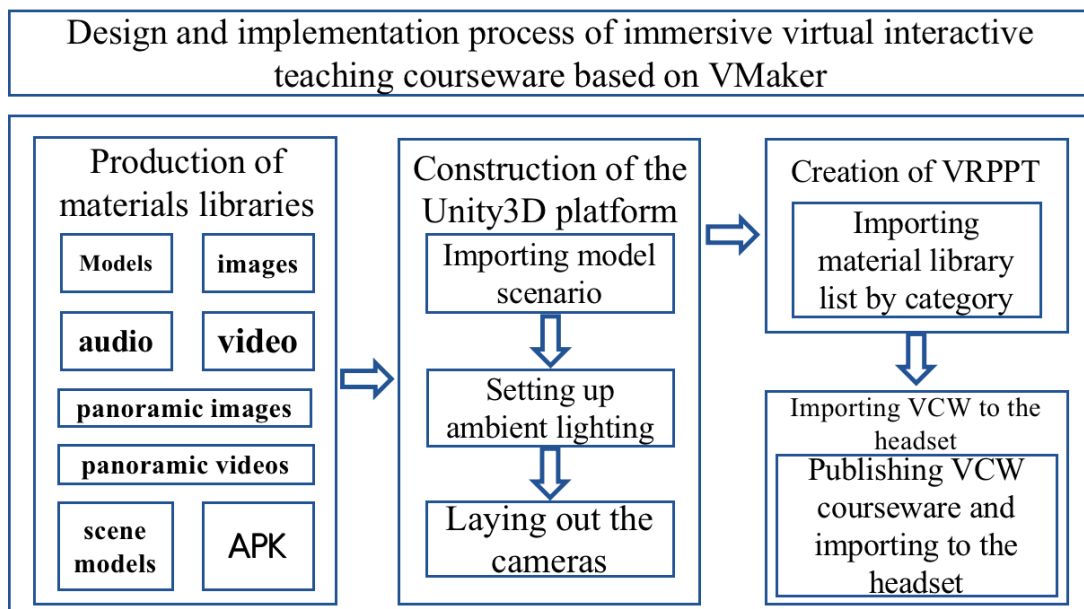 Design and implementation process of immersive virtual interactive
teaching courseware based on VMaker
Production of
materials libraries
Models
images
audio
video
panoramic images
panoramic videos
scene
models
APK
Construction of the
Unity3D platform
Importing model
scenario
Setting up
ambient lighting
Laying out the
cameras
Creation of VRPPT
Importing
material library
list by category
Importing VCW to the
headset
Publishing VCW
courseware and
importing to the
headset